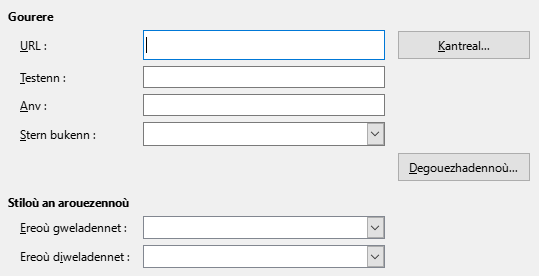 Gourere
URL :
Kantreal...
Testenn :
Anv :
Stern bukenn :
Degouezhadennoù...
Stiloù an arouezennoù
Ereoù gweladennet :
Ereoù diweladennet :